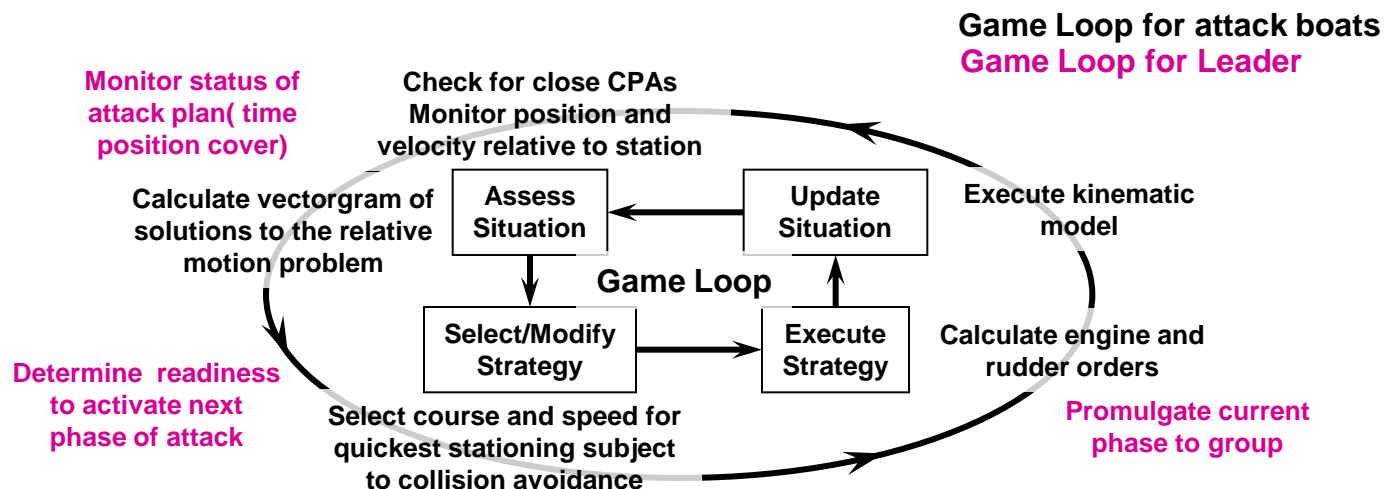 Game Loop for attack boats
Game Loop for Leader
Monitor status of
attack plan( time
position cover)
Check for close CPAs
Monitor position and
velocity relative to station
Calculate vectorgram of
solutions to the relative
motion problem
Assess
Situation
Update
Situation
Execute kinematic
model
Game Loop
Select/Modify
Strategy
Execute
Strategy
Calculate engine and
rudder orders
Determine readiness
to activate next
phase of attack
Select course and speed for
quickest stationing subject
to collision avoidance
Promulgate current
phase to group